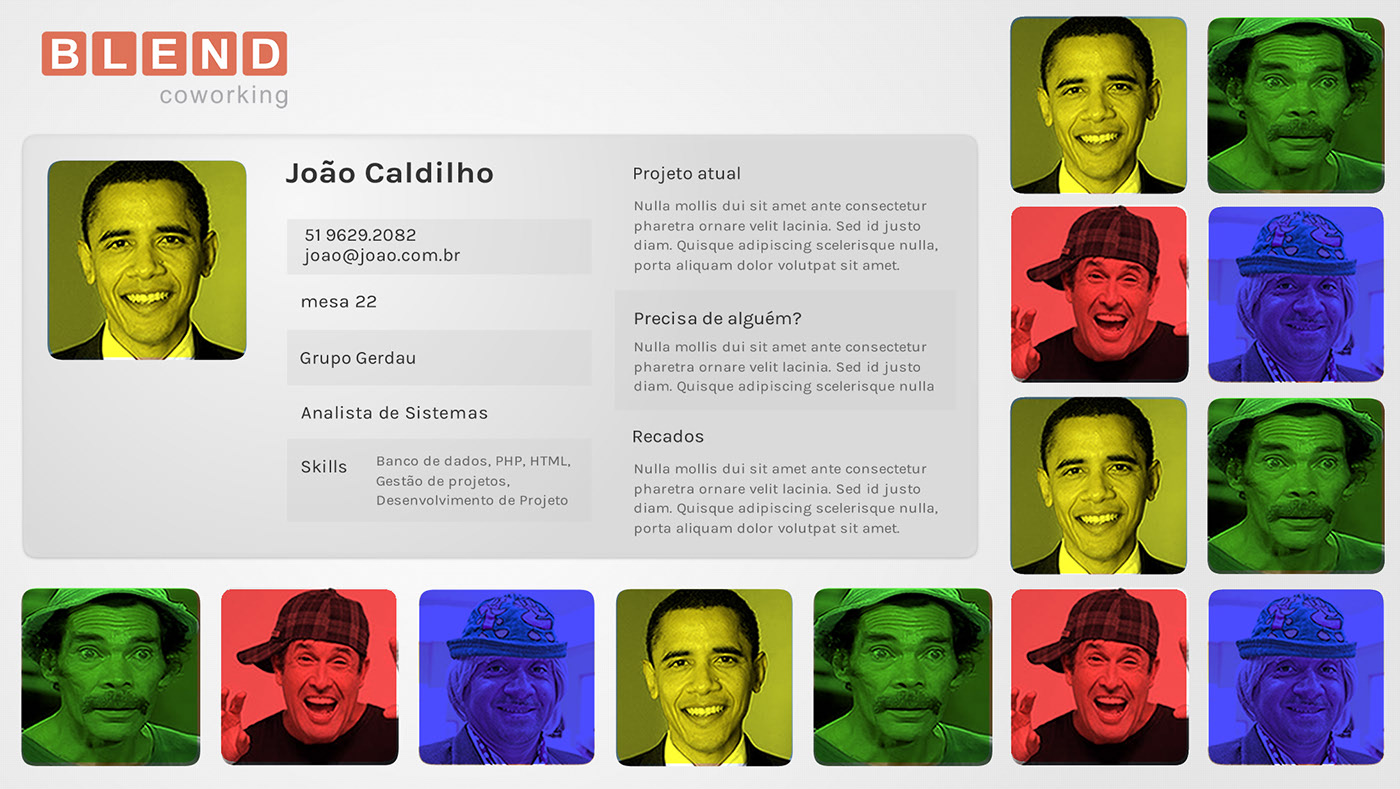 BLEND
coworking
João Caldilho
51 9629.2082
joao@joao.com.br
mesa 22
Grupo Gerdau
Analista de Sistemas
Skills
Banco de dados, PHP, HTML,
Gestão de projetos,
Desenvolvimento de Projeto
Projeto atual
Nulla mollis dui sit amet ante consectetur
pharetra ornare velit lacinia. Sed id justo
diam. Quisque adipiscing scelerisque nulla,
porta aliquam dolor volutpat sit amet.
Precisa de alguém?
Nulla mollis dui sit amet ante consectetur
pharetra ornare velit lacinia. Sed id justo
diam. Quisque adipiscing scelerisque nulla
Recados
Nulla mollis dui sit amet ante consectetur
pharetra ornare velit lacinia. Sed id justo
diam. Quisque adipiscing scelerisque nulla,
porta aliquam dolor volutpat sit amet.